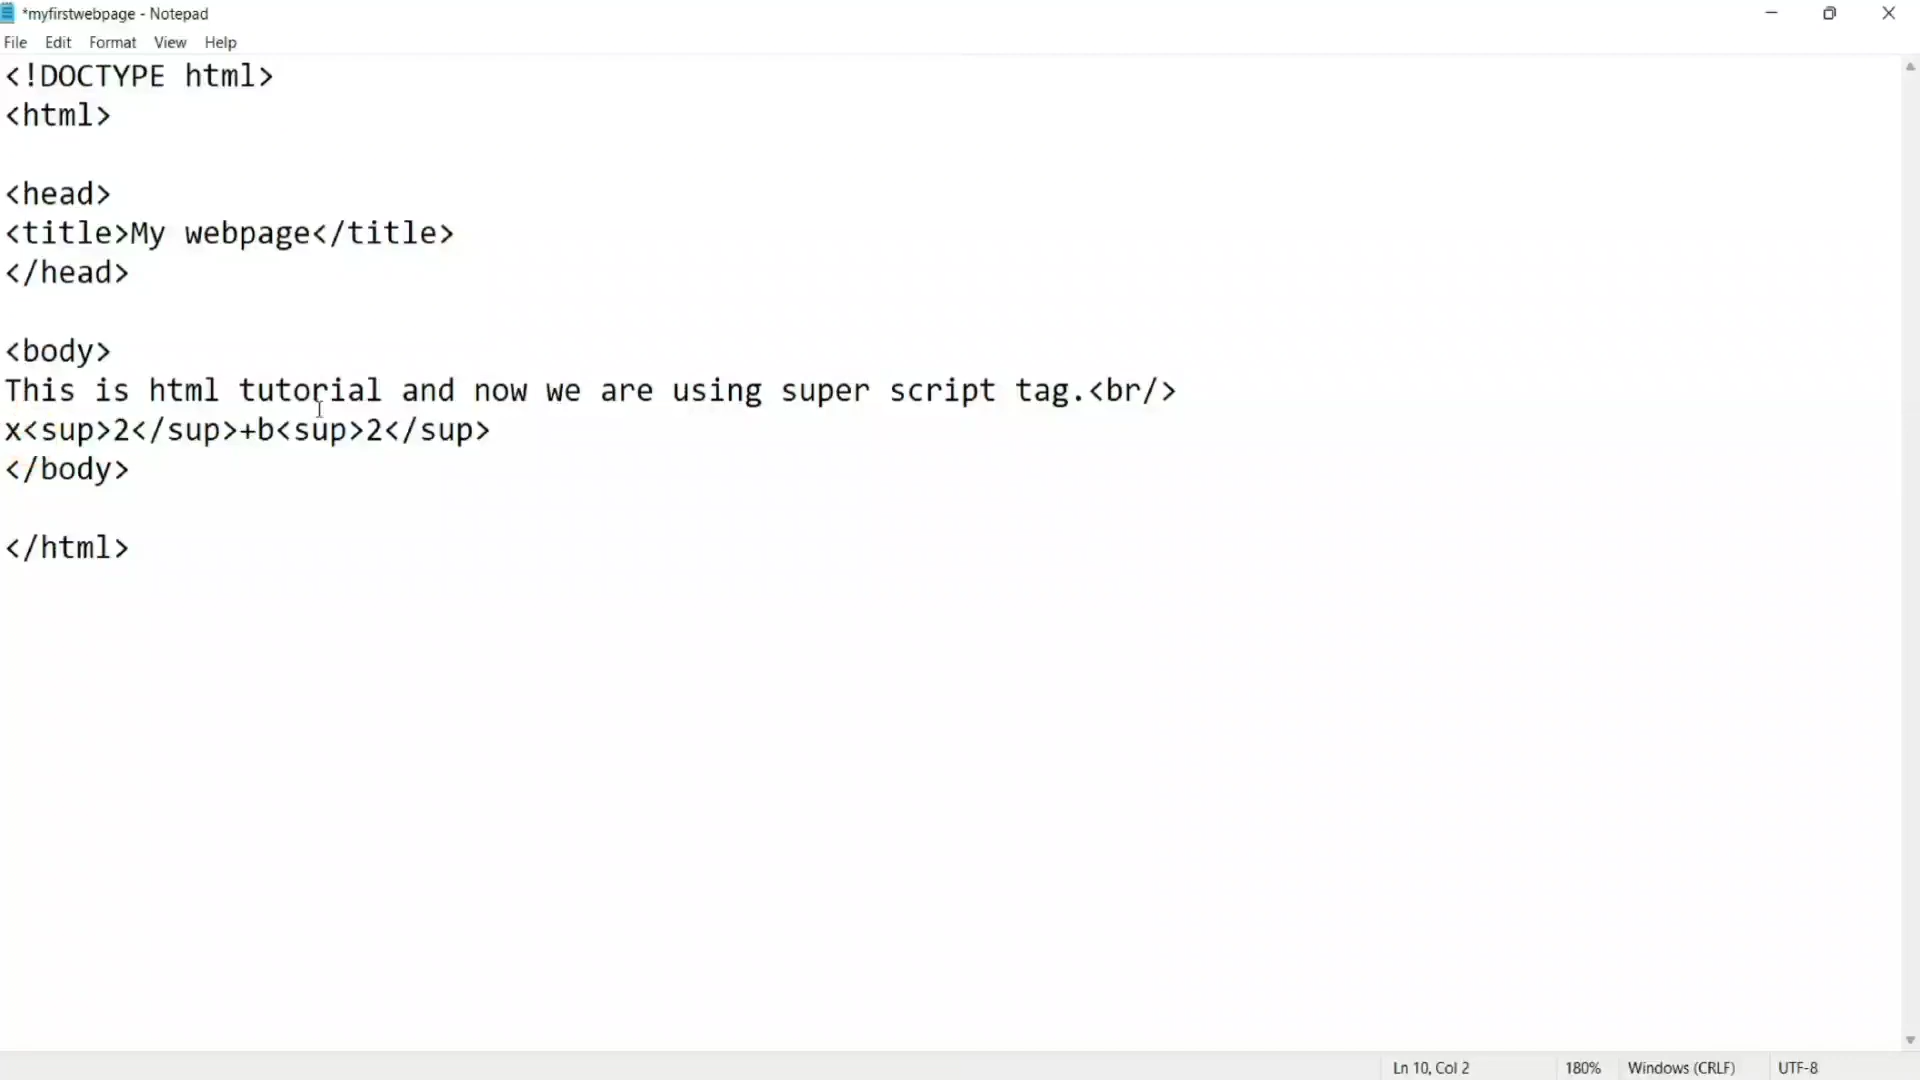 *myfirstwebpage - Notepad
File Edit Format View Help
<!DOCTYPE html>
<html>
<head>
<title>My webpage</title>
</head>
<body>
This is html tutorial and now we are using super script tag.<br/>
x<sup>2</sup>+b<sup>2</sup>
</body>
</html>
Ln 10, Col 2 180% Windows (CRLF) UTF-8